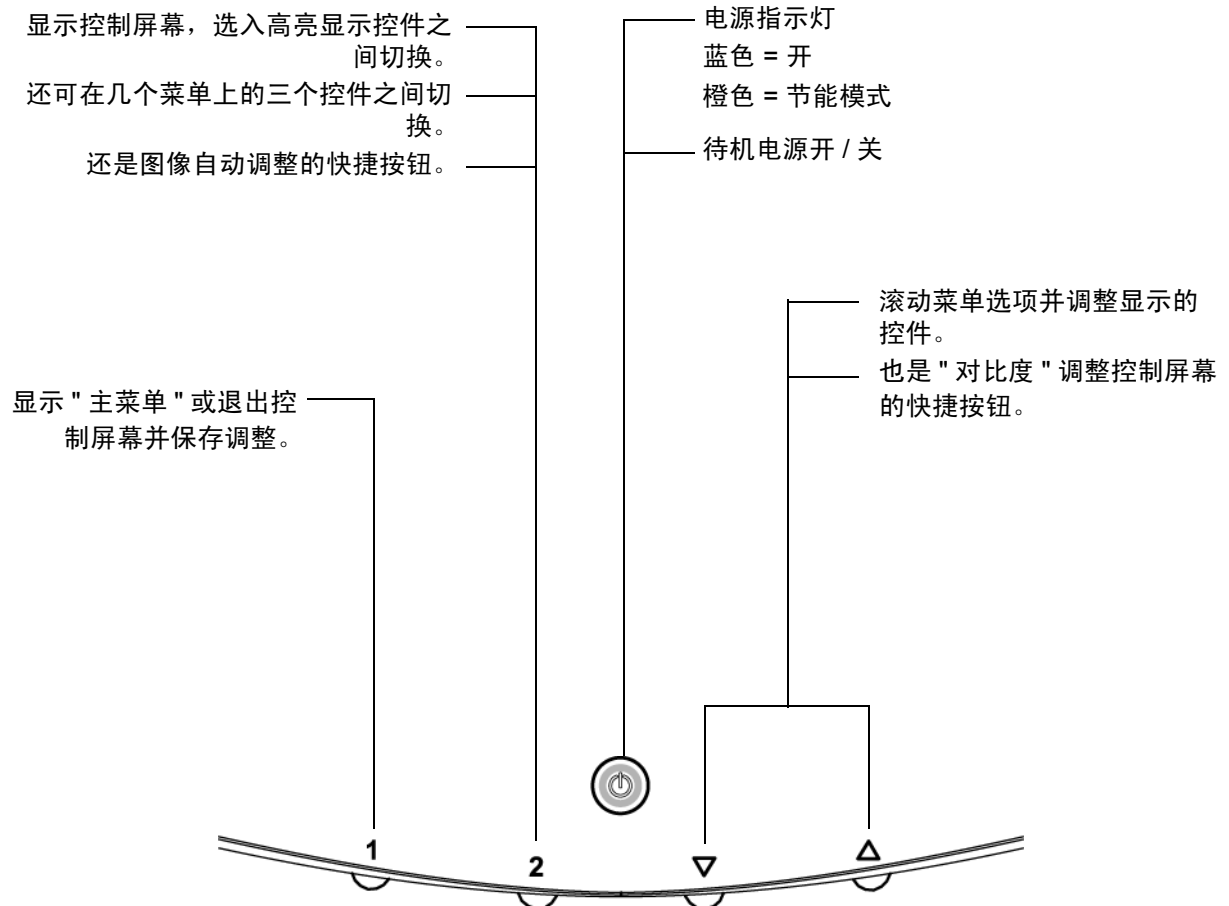 显示控制屏幕，选入高亮显示控件之
间切换。
还可在几个菜单上的三个控件之间切
换。
还是图像自动调整的快捷按钮。
电源指示灯
蓝色 = 开
橙色 = 节能模式
待机电源开 / 关
滚动菜单选项并调整显示的
控件。
也是 " 对比度 " 调整控制屏幕
的快捷按钮。
显示 " 主菜单 " 或退出控
制屏幕并保存调整。
1
2